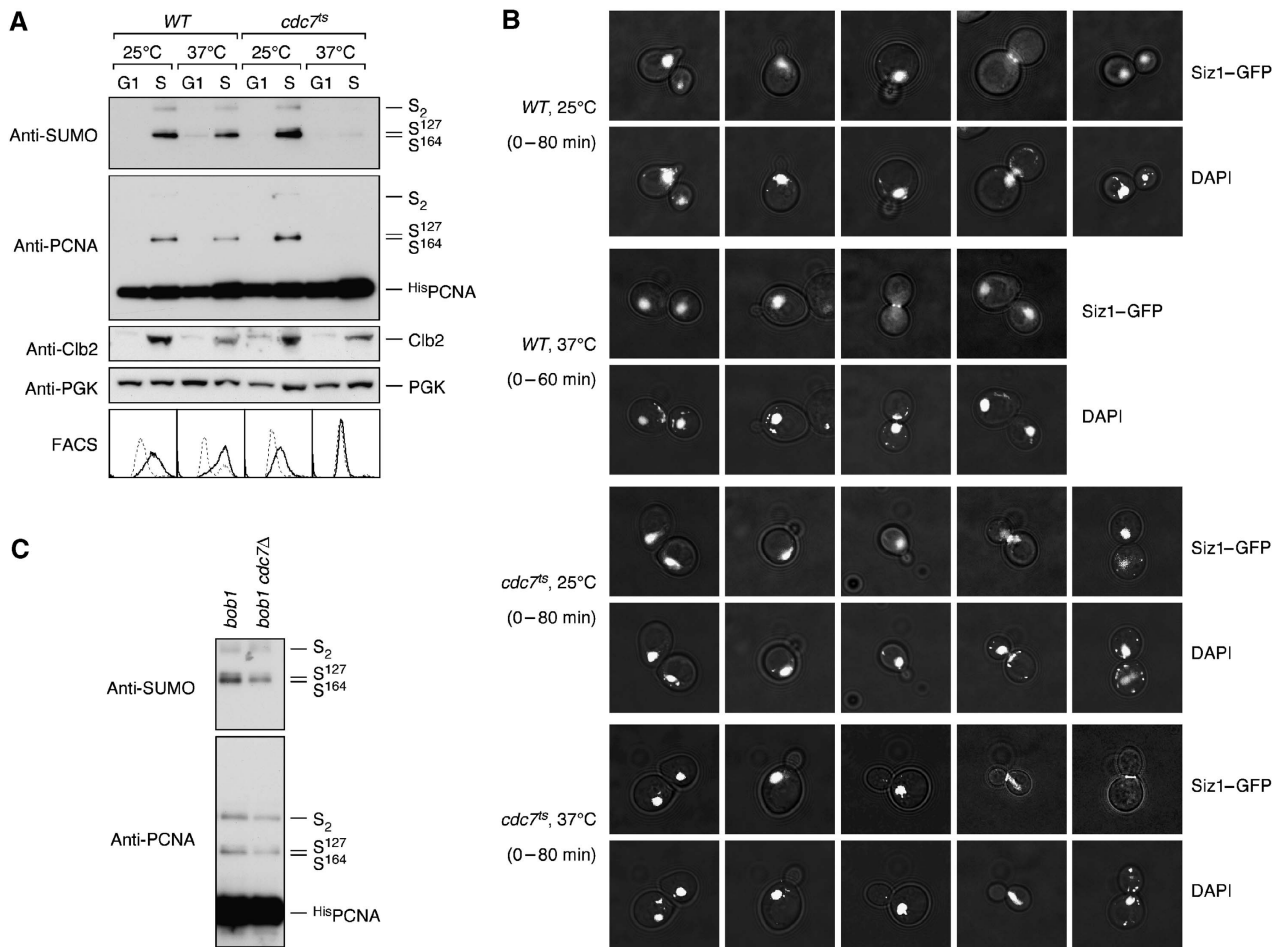 A
WT cdc7ts
25°C 37°C 25°C 37°C
G1 S G1 S G1 S G1 S
Anti-SUMO
S2
S127
S164
Anti-PCNA
S2
S127
S164
HisPCNA
Anti-Clb2
Clb2
Anti-PGK
PGK
FACS
B
WT, 25°C
(0–80 min)
Siz1–GFP
DAPI
WT, 37°C
(0–60 min)
Siz1–GFP
DAPI
cdc7ts, 25°C
(0–80 min)
Siz1–GFP
DAPI
cdc7ts, 37°C
(0–80 min)
Siz1–GFP
DAPI
C
bob1
bob1 cdc7Δ
Anti-SUMO
S2
S127
S164
Anti-PCNA
S2
S127
S164
HisPCNA